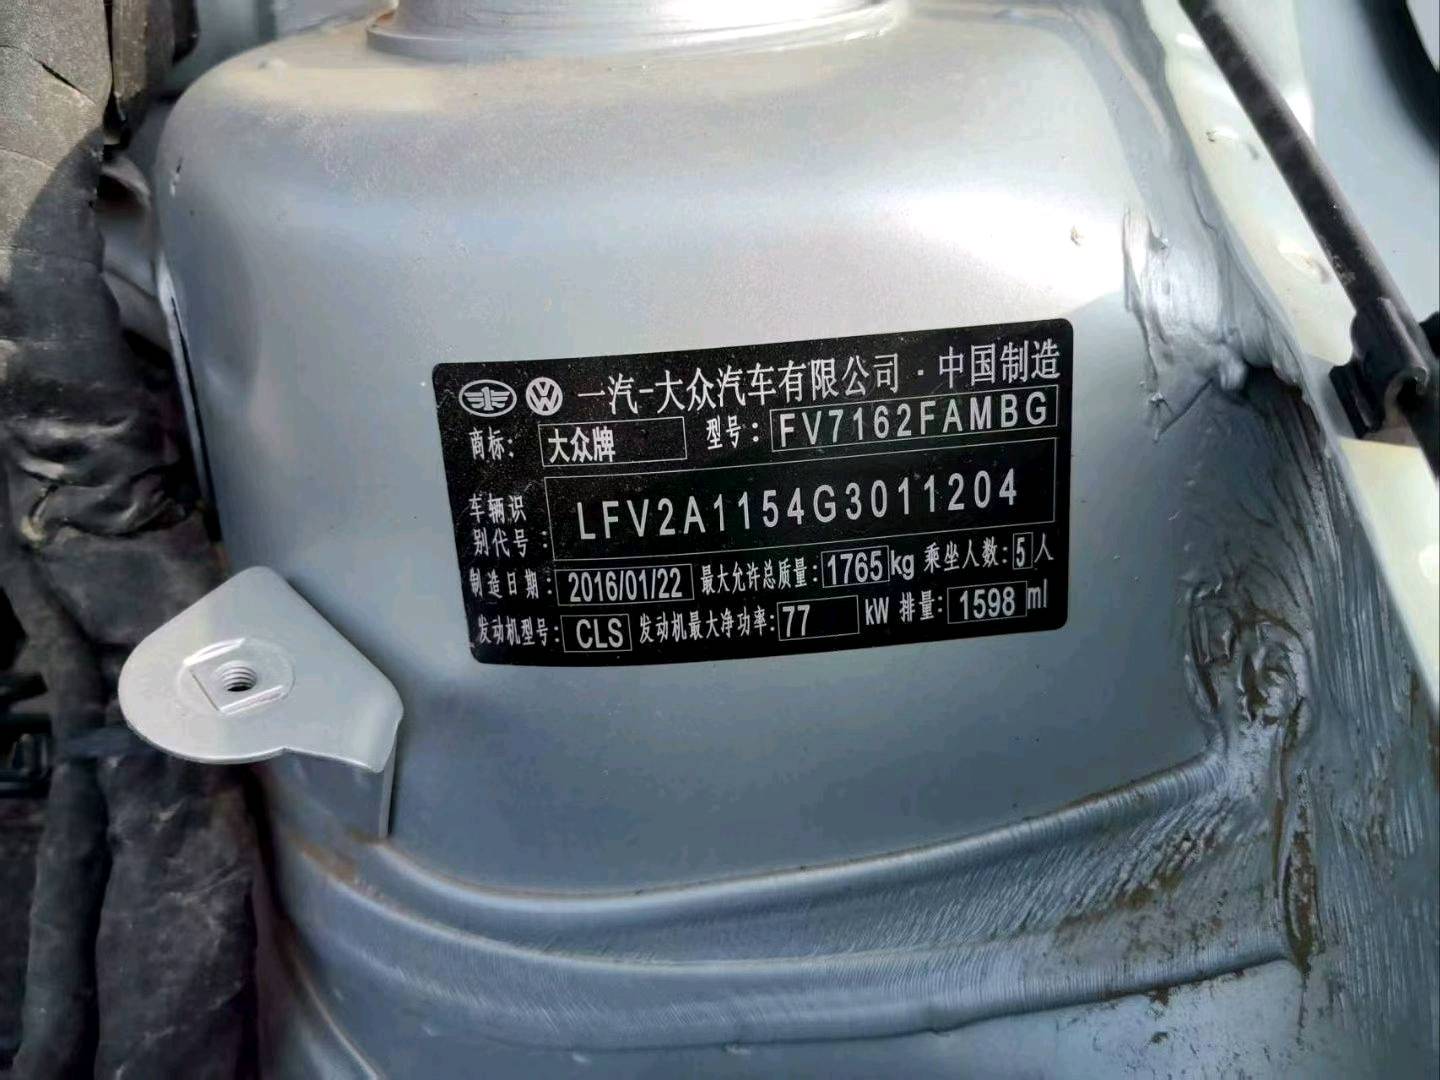 一汽-大众汽车有限公司·中国制造
商标: 大众牌 型号: FV7162FAMBG
车辆识别代号: LFV2A1154G3011204
制造日期: 2016/01/22 最大允许总质量: 1765 kg 乘坐人数: 5 人
发动机型号: CLS 发动机最大净功率: 77 kW 排量: 1598 ml